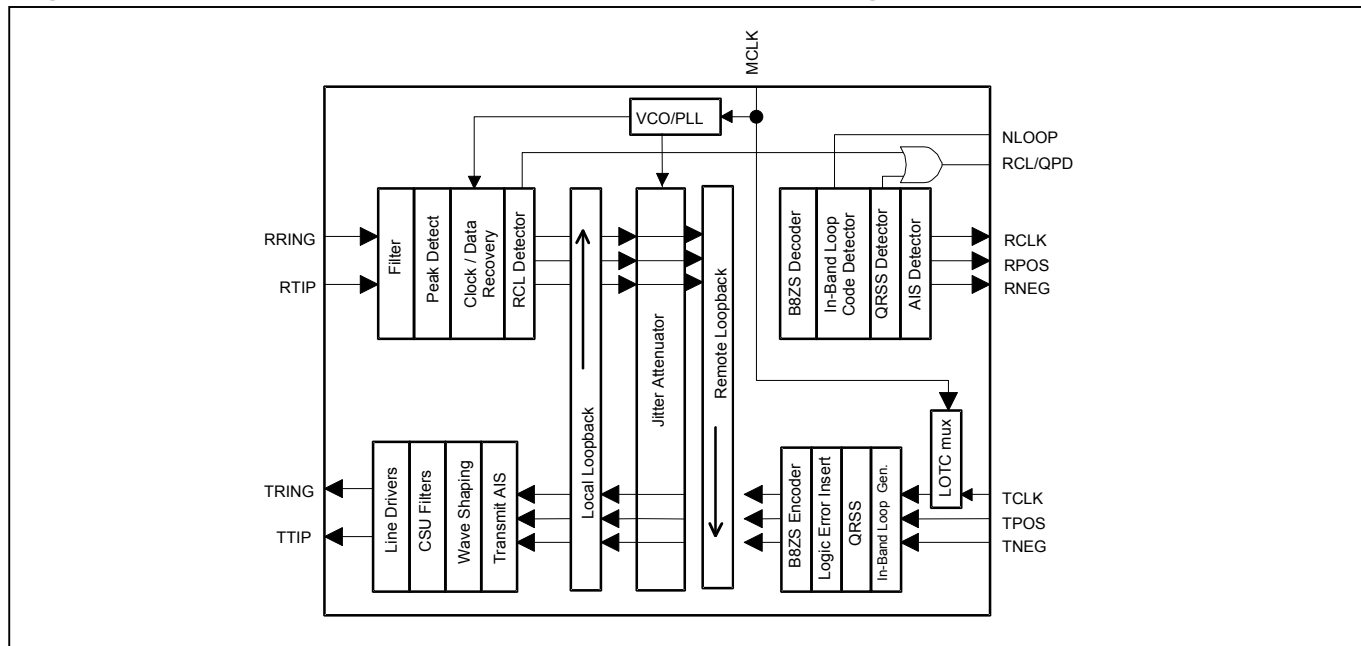 MCLK
VCO/PLL
NLOOP
RCL/QPD
RRING
RTIP
Filter
Peak Detect
Clock / Data
Recovery
RCL Detector
Local Loopback
Jitter Attenuator
Remote Loopback
B8ZS Decoder
In-Band Loop
Code Detector
QRSS Detector
AIS Detector
RCLK
RPOS
RNEG
LOTC mux
TRING
TTIP
Line Drivers
CSU Filters
Wave Shaping
Transmit AIS
B8ZS Encoder
Logic Error Insert
QRSS
In-Band Loop Gen.
TCLK
TPOS
TNEG